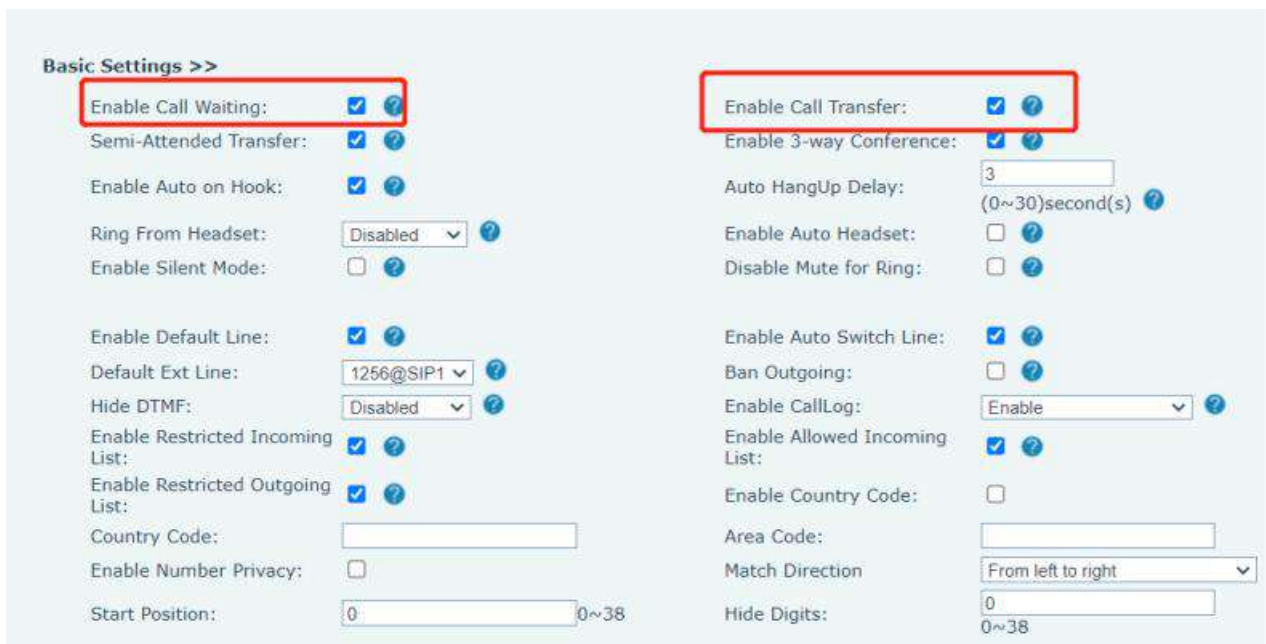 Basic Settings >>
Enable Call Waiting: ?
Enable Call Transfer: ?
Semi-Attended Transfer: ?
Enable 3-way Conference: ?
Enable Auto on Hook: ?
Auto HangUp Delay: 3
(0~30)second(s) ?
Ring From Headset: Disabled ?
Enable Auto Headset: ?
Enable Silent Mode: ?
Disable Mute for Ring: ?
Enable Default Line: ?
Enable Auto Switch Line: ?
Default Ext Line: 1256@SIP1 ?
Ban Outgoing: ?
Hide DTMF: Disabled ?
Enable CallLog: Enable ?
Enable Restricted Incoming
List: ?
Enable Allowed Incoming
List: ?
Enable Restricted Outgoing
List: ?
Enable Country Code:
Country Code:
Area Code:
Enable Number Privacy:
Match Direction From left to right
Start Position: 0 0~38
Hide Digits: 0
0~38